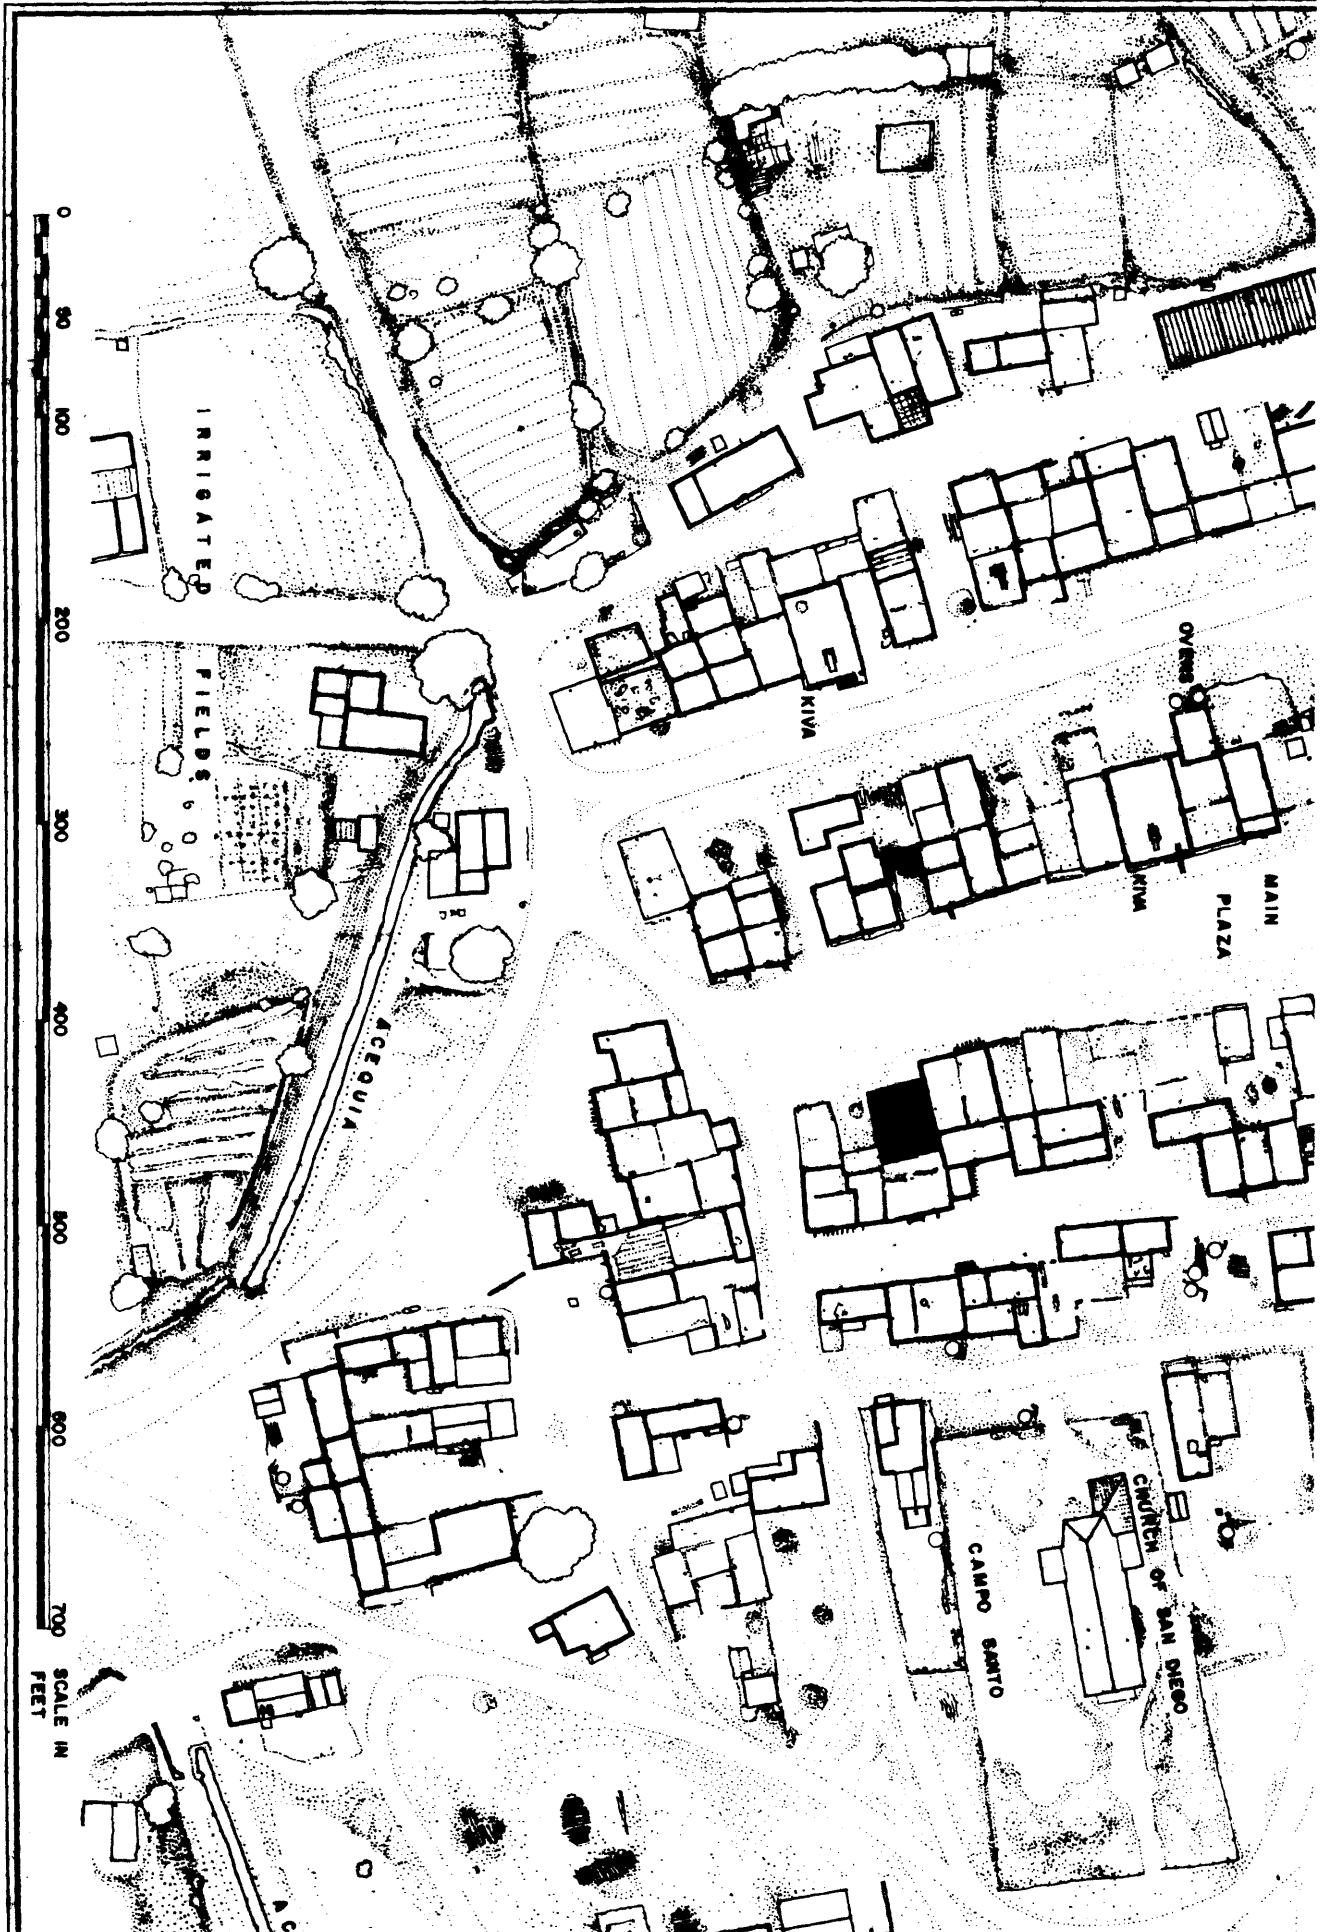 OVENS
KIVA
MAIN
PLAZA
KIVA
CHURCH OF SAN DIEGO
CAMPO SANTO
ACEQUIA
IRRIGATED FIELDS
0 50 100 200 300 400 500 600 700
SCALE IN
FEET
AC